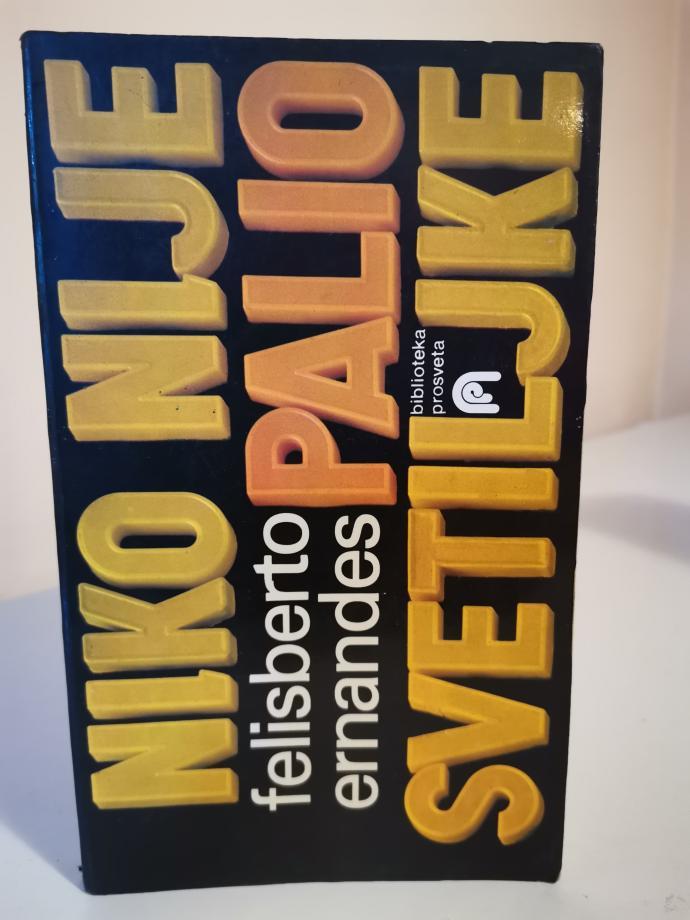 NIKO NIJE
PALIO
felisberto
ernandes
SVETILJKE
biblioteka
prosveta